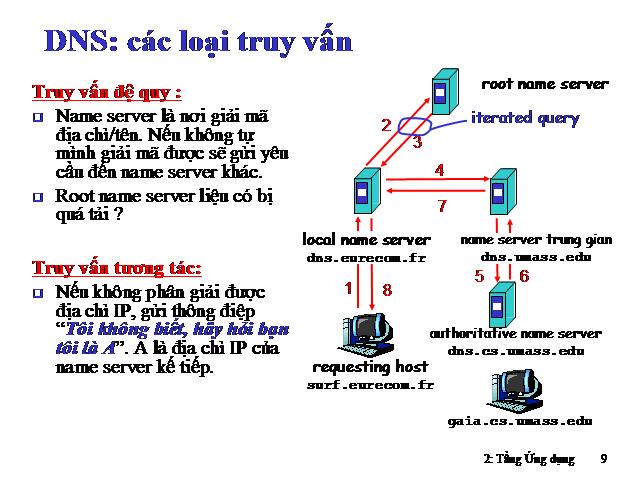 DNS: các loại truy vấn
Truy vấn đệ quy :
Name server là nơi giải mã
địa chỉ/tên. Nếu không tự
mình giải mã được sẽ gửi yêu
cầu đến name server khác.
Root name server liệu có bị
quá tải ?
Truy vấn tương tác:
Nếu không phân giải được
địa chỉ IP, gửi thông điệp
“Tôi không biết, hãy hỏi bạn
tôi là A”. A là địa chỉ IP của
name server kế tiếp.
root name server
iterated query
2
3
4
7
local name server
dns.eurecom.fr
name server trung gian
dns.umass.edu
1
8
5
6
authoritative name server
dns.cs.umass.edu
requesting host
surf.eurecom.fr
gaia.cs.umass.edu
2: Tầng Ứng dụng
9